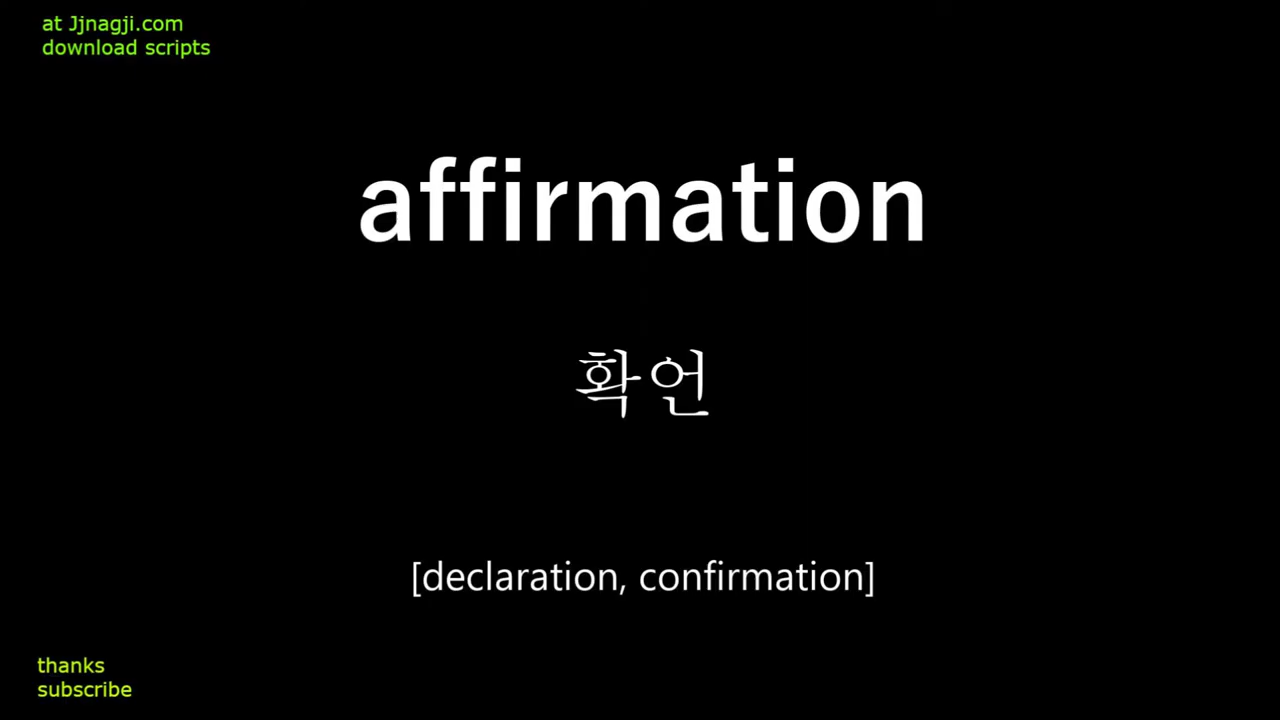 at Jjnagji.com
download scripts
affirmation
확언
[declaration, confirmation]
thanks
subscribe